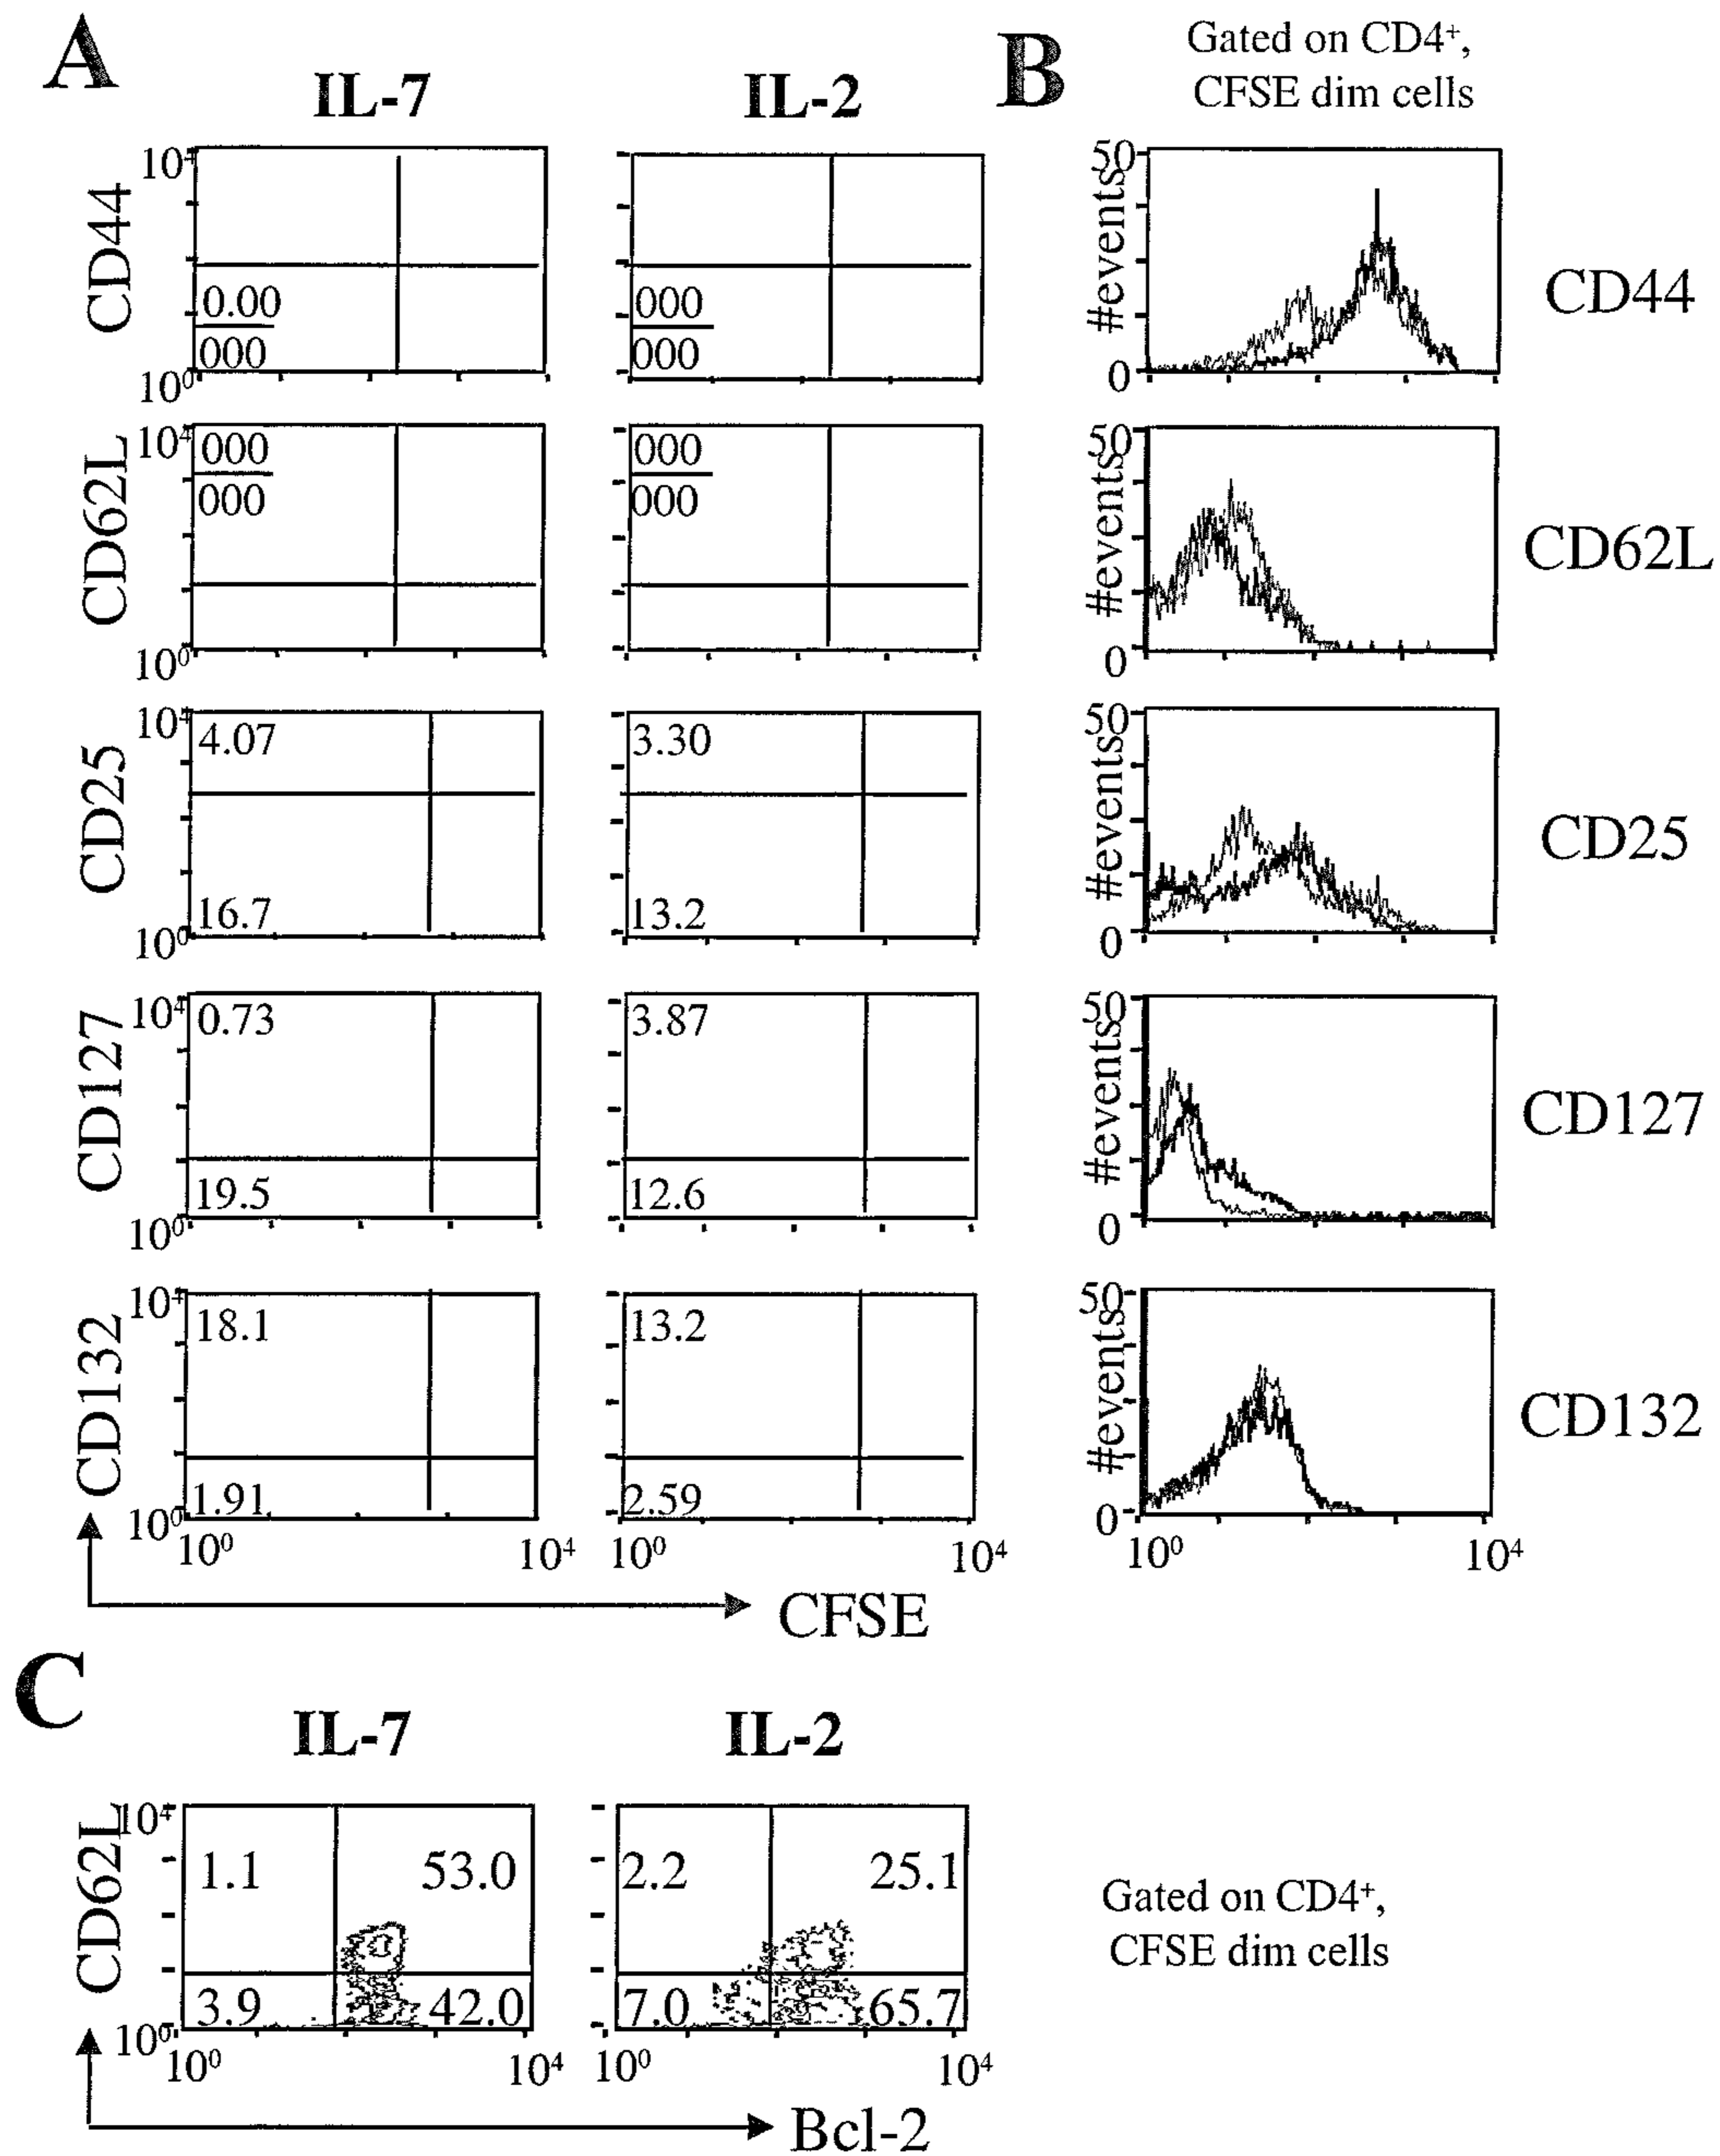 A
IL-7
IL-2
B
Gated on CD4⁺,
CFSE dim cells
10⁴
CD44
0.00
000
10⁰
000
000
50
#events
0
CD44
10⁴
CD62L
000
000
10⁰
000
000
50
#events
0
CD62L
10⁴
CD25
4.07
16.7
10⁰
3.30
13.2
50
#events
0
CD25
10⁴
CD127
0.73
19.5
10⁰
3.87
12.6
50
#events
0
CD127
10⁴
CD132
18.1
1.91
10⁰
13.2
2.59
50
#events
0
CD132
10⁰
10⁴
10⁰
10⁴
10⁰
10⁴
CFSE
C
IL-7
IL-2
10⁴
CD62L
1.1
53.0
3.9
42.0
10⁰
2.2
25.1
7.0
65.7
Gated on CD4⁺,
CFSE dim cells
10⁰
10⁴
10⁰
10⁴
Bcl-2